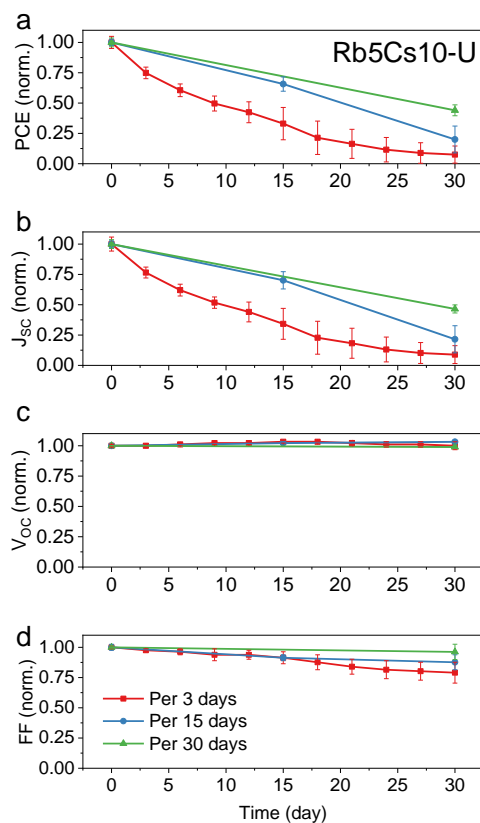 a
Rb5Cs10-U
PCE (norm.)
1.00
0.75
0.50
0.25
0.00
0 5 10 15 20 25 30
b
J_SC (norm.)
1.00
0.75
0.50
0.25
0.00
0 5 10 15 20 25 30
c
V_OC (norm.)
1.00
0.75
0.50
0.25
0.00
0 5 10 15 20 25 30
d
FF (norm.)
1.00
0.75
0.50
0.25
0.00
Per 3 days
Per 15 days
Per 30 days
0 5 10 15 20 25 30
Time (day)